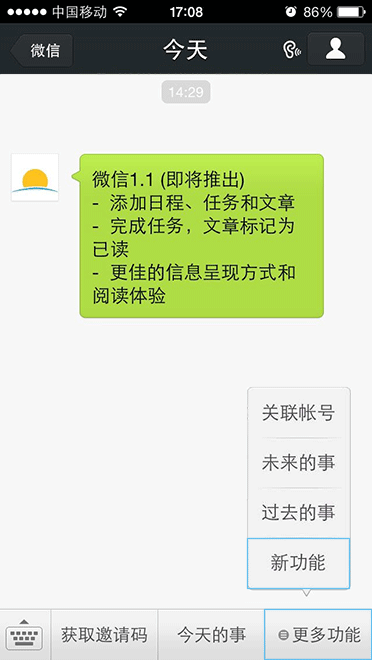 中国移动 17:08 86%
微信 今天
14:29
微信1.1 (即将推出)
- 添加日程、任务和文章
- 完成任务，文章标记为
已读
- 更佳的信息呈现方式和
阅读体验
关联帐号
未来的事
过去的事
新功能
获取邀请码 今天的事 更多功能